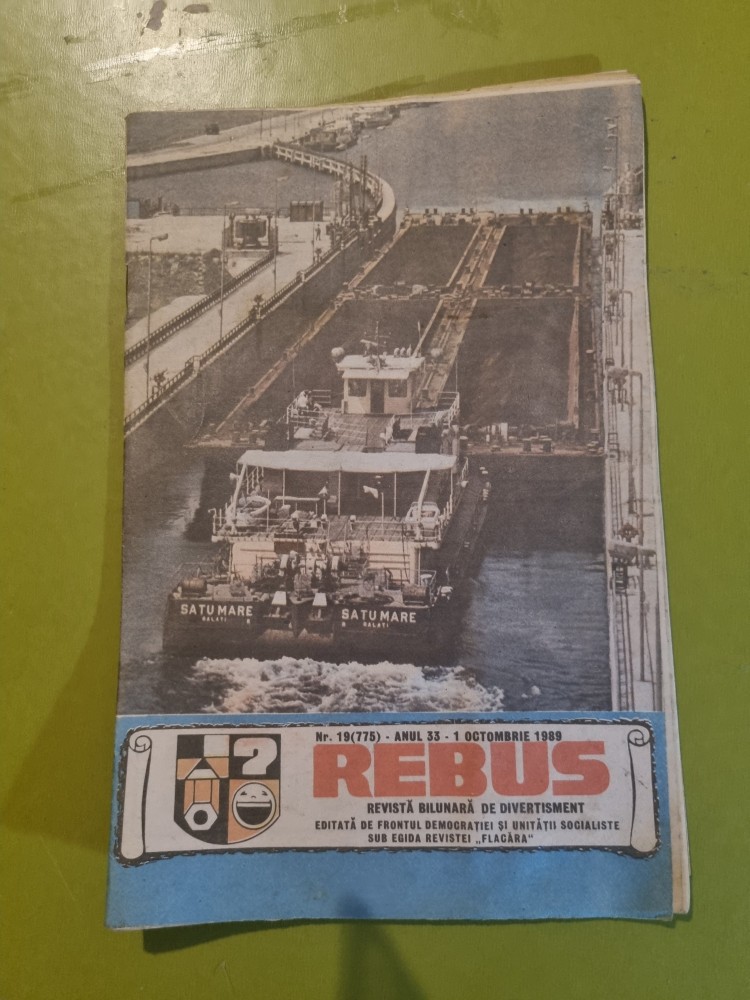 SATU MARE
GALATI
SATU MARE
GALATI
Nr. 19(775) - ANUL 33 - 1 OCTOMBRIE 1989
?
REBUS
REVISTĂ BILUNARĂ DE DIVERTISMENT
EDITATĂ DE FRONTUL DEMOCRAȚIEI ȘI UNITĂȚII SOCIALISTE
SUB EGIDA REVISTEI „FLACĂRA"